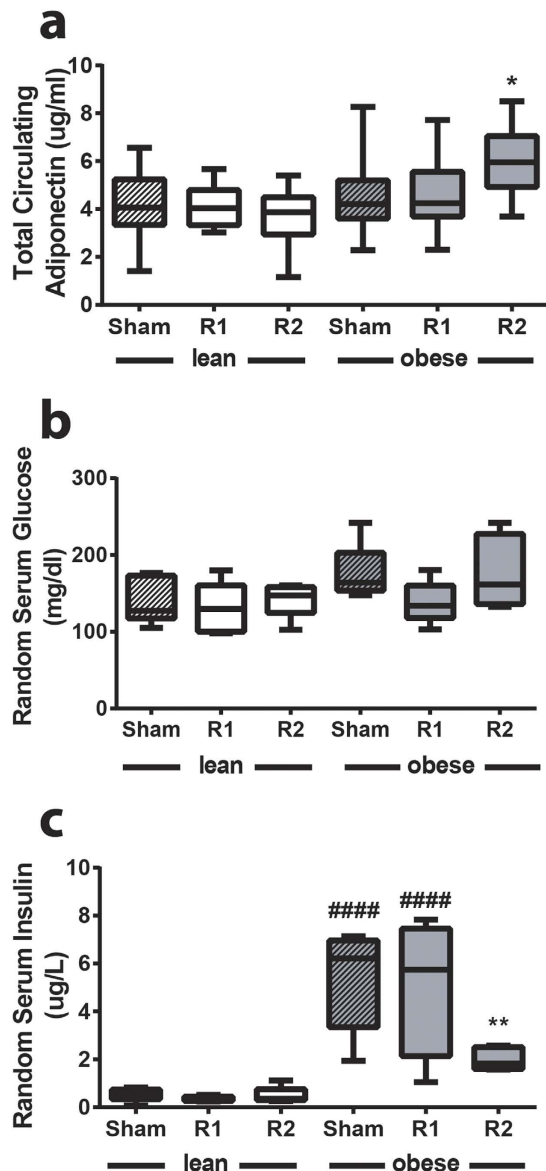 a
Total Circulating
Adiponectin (ug/ml)
10
8
6
4
2
0
*
Sham R1 R2 Sham R1 R2
lean obese
b
Random Serum Glucose
(mg/dl)
300
200
100
0
Sham R1 R2 Sham R1 R2
lean obese
c
Random Serum Insulin
(ug/L)
10
8
6
4
2
0
#### ####
**
Sham R1 R2 Sham R1 R2
lean obese